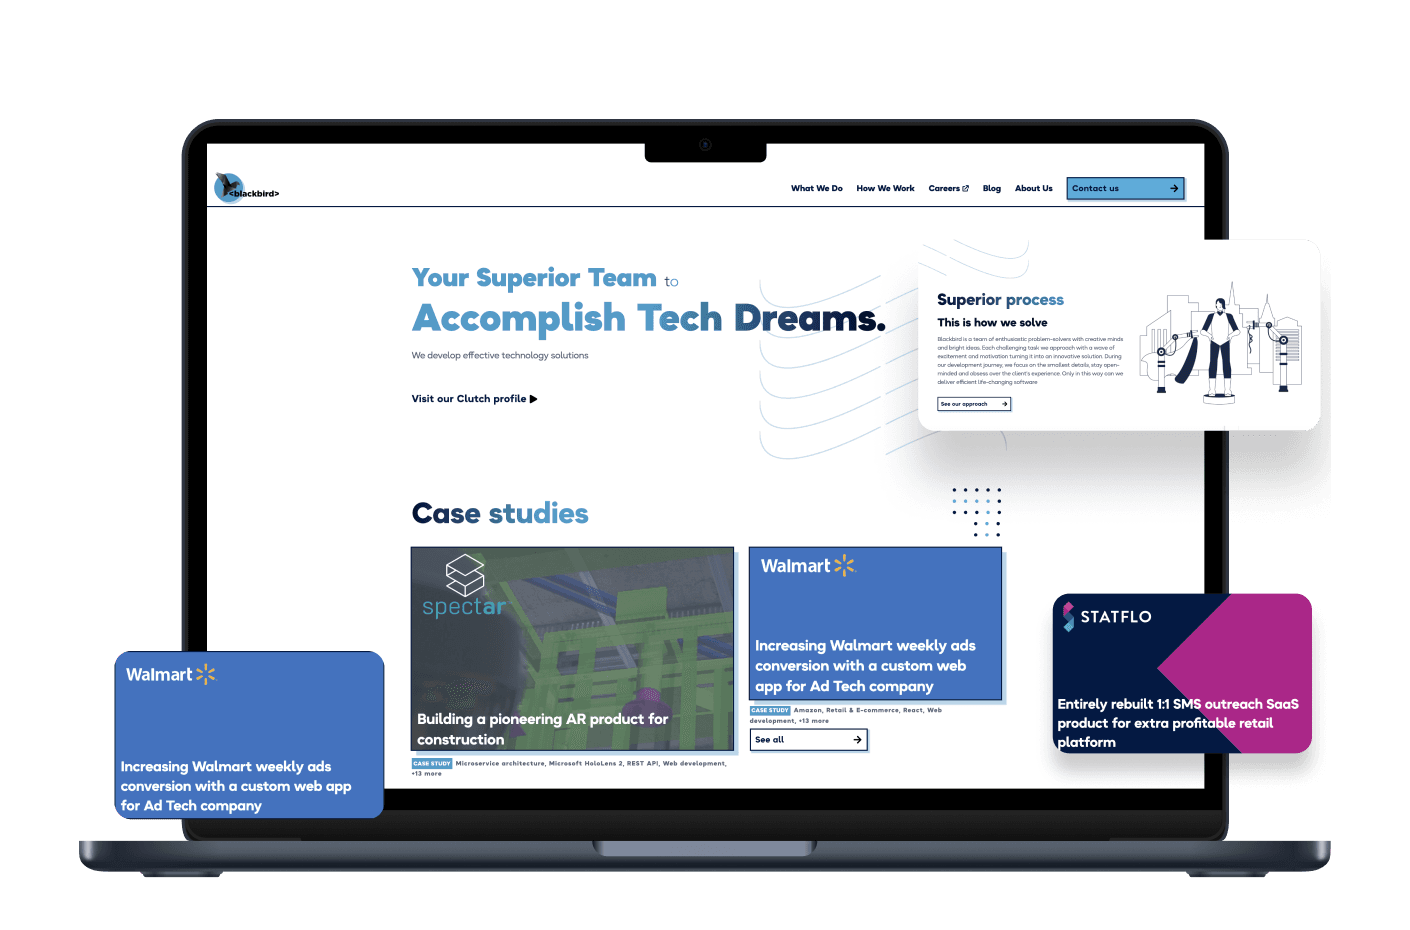 <blackbird>
What We Do How We Work Careers Blog About Us Contact us
Your Superior Team to
Accomplish Tech Dreams.
We develop effective technology solutions
Visit our Clutch profile
Superior process
This is how we solve
Blackbird is a team of enthusiastic problem-solvers with creative minds
and bright ideas. Each challenging task we approach with a wave of
excitement and motivation turning it into an innovative solution. During
our development journey, we focus on the smallest details, stay open-
minded and obsess over the client's experience. Only in this way can we
deliver efficient life-changing software
See our approach
Case studies
spectar
Building a pioneering AR product for
construction
CASE STUDY Microservice architecture, Microsoft HoloLens 2, REST API, Web development,
+13 more
Walmart
Increasing Walmart weekly ads
conversion with a custom web
app for Ad Tech company
CASE STUDY Amazon, Retail & E-commerce, React, Web
development, +13 more
See all
Walmart
Increasing Walmart weekly ads
conversion with a custom web app
for Ad Tech company
STATFLO
Entirely rebuilt 1:1 SMS outreach SaaS
product for extra profitable retail
platform